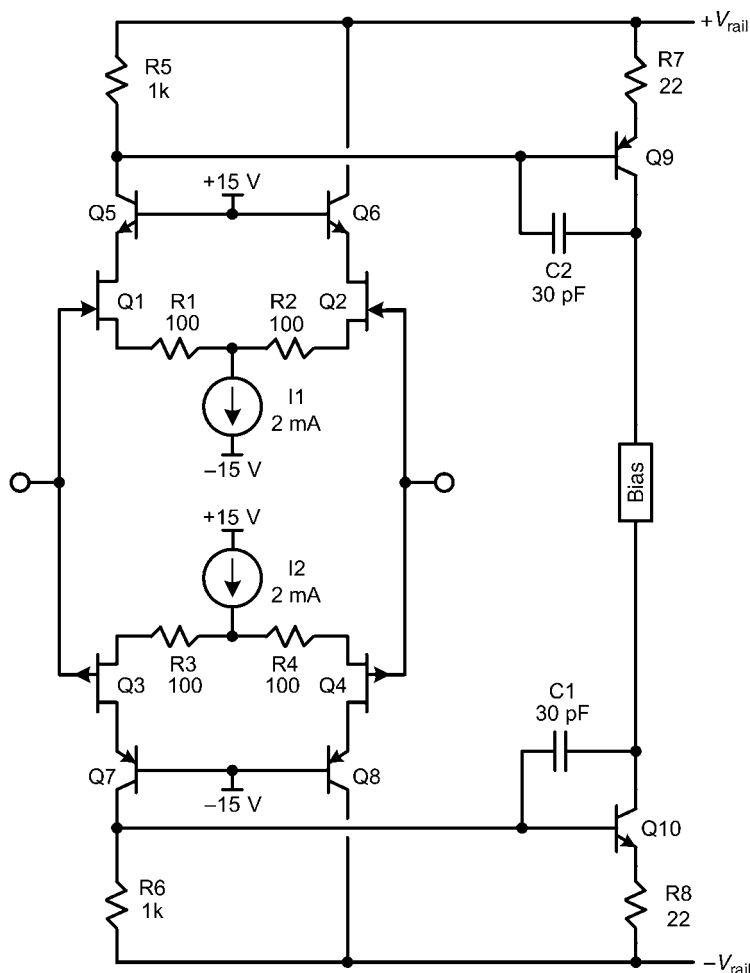 +Vrail
R5
1k
R7
22
Q9
+15 V
Q5
Q6
C2
30 pF
Q1
R1
100
R2
100
Q2
I1
2 mA
–15 V
Bias
+15 V
I2
2 mA
Q3
R3
100
R4
100
Q4
C1
30 pF
Q7
–15 V
Q8
Q10
R6
1k
R8
22
–Vrail